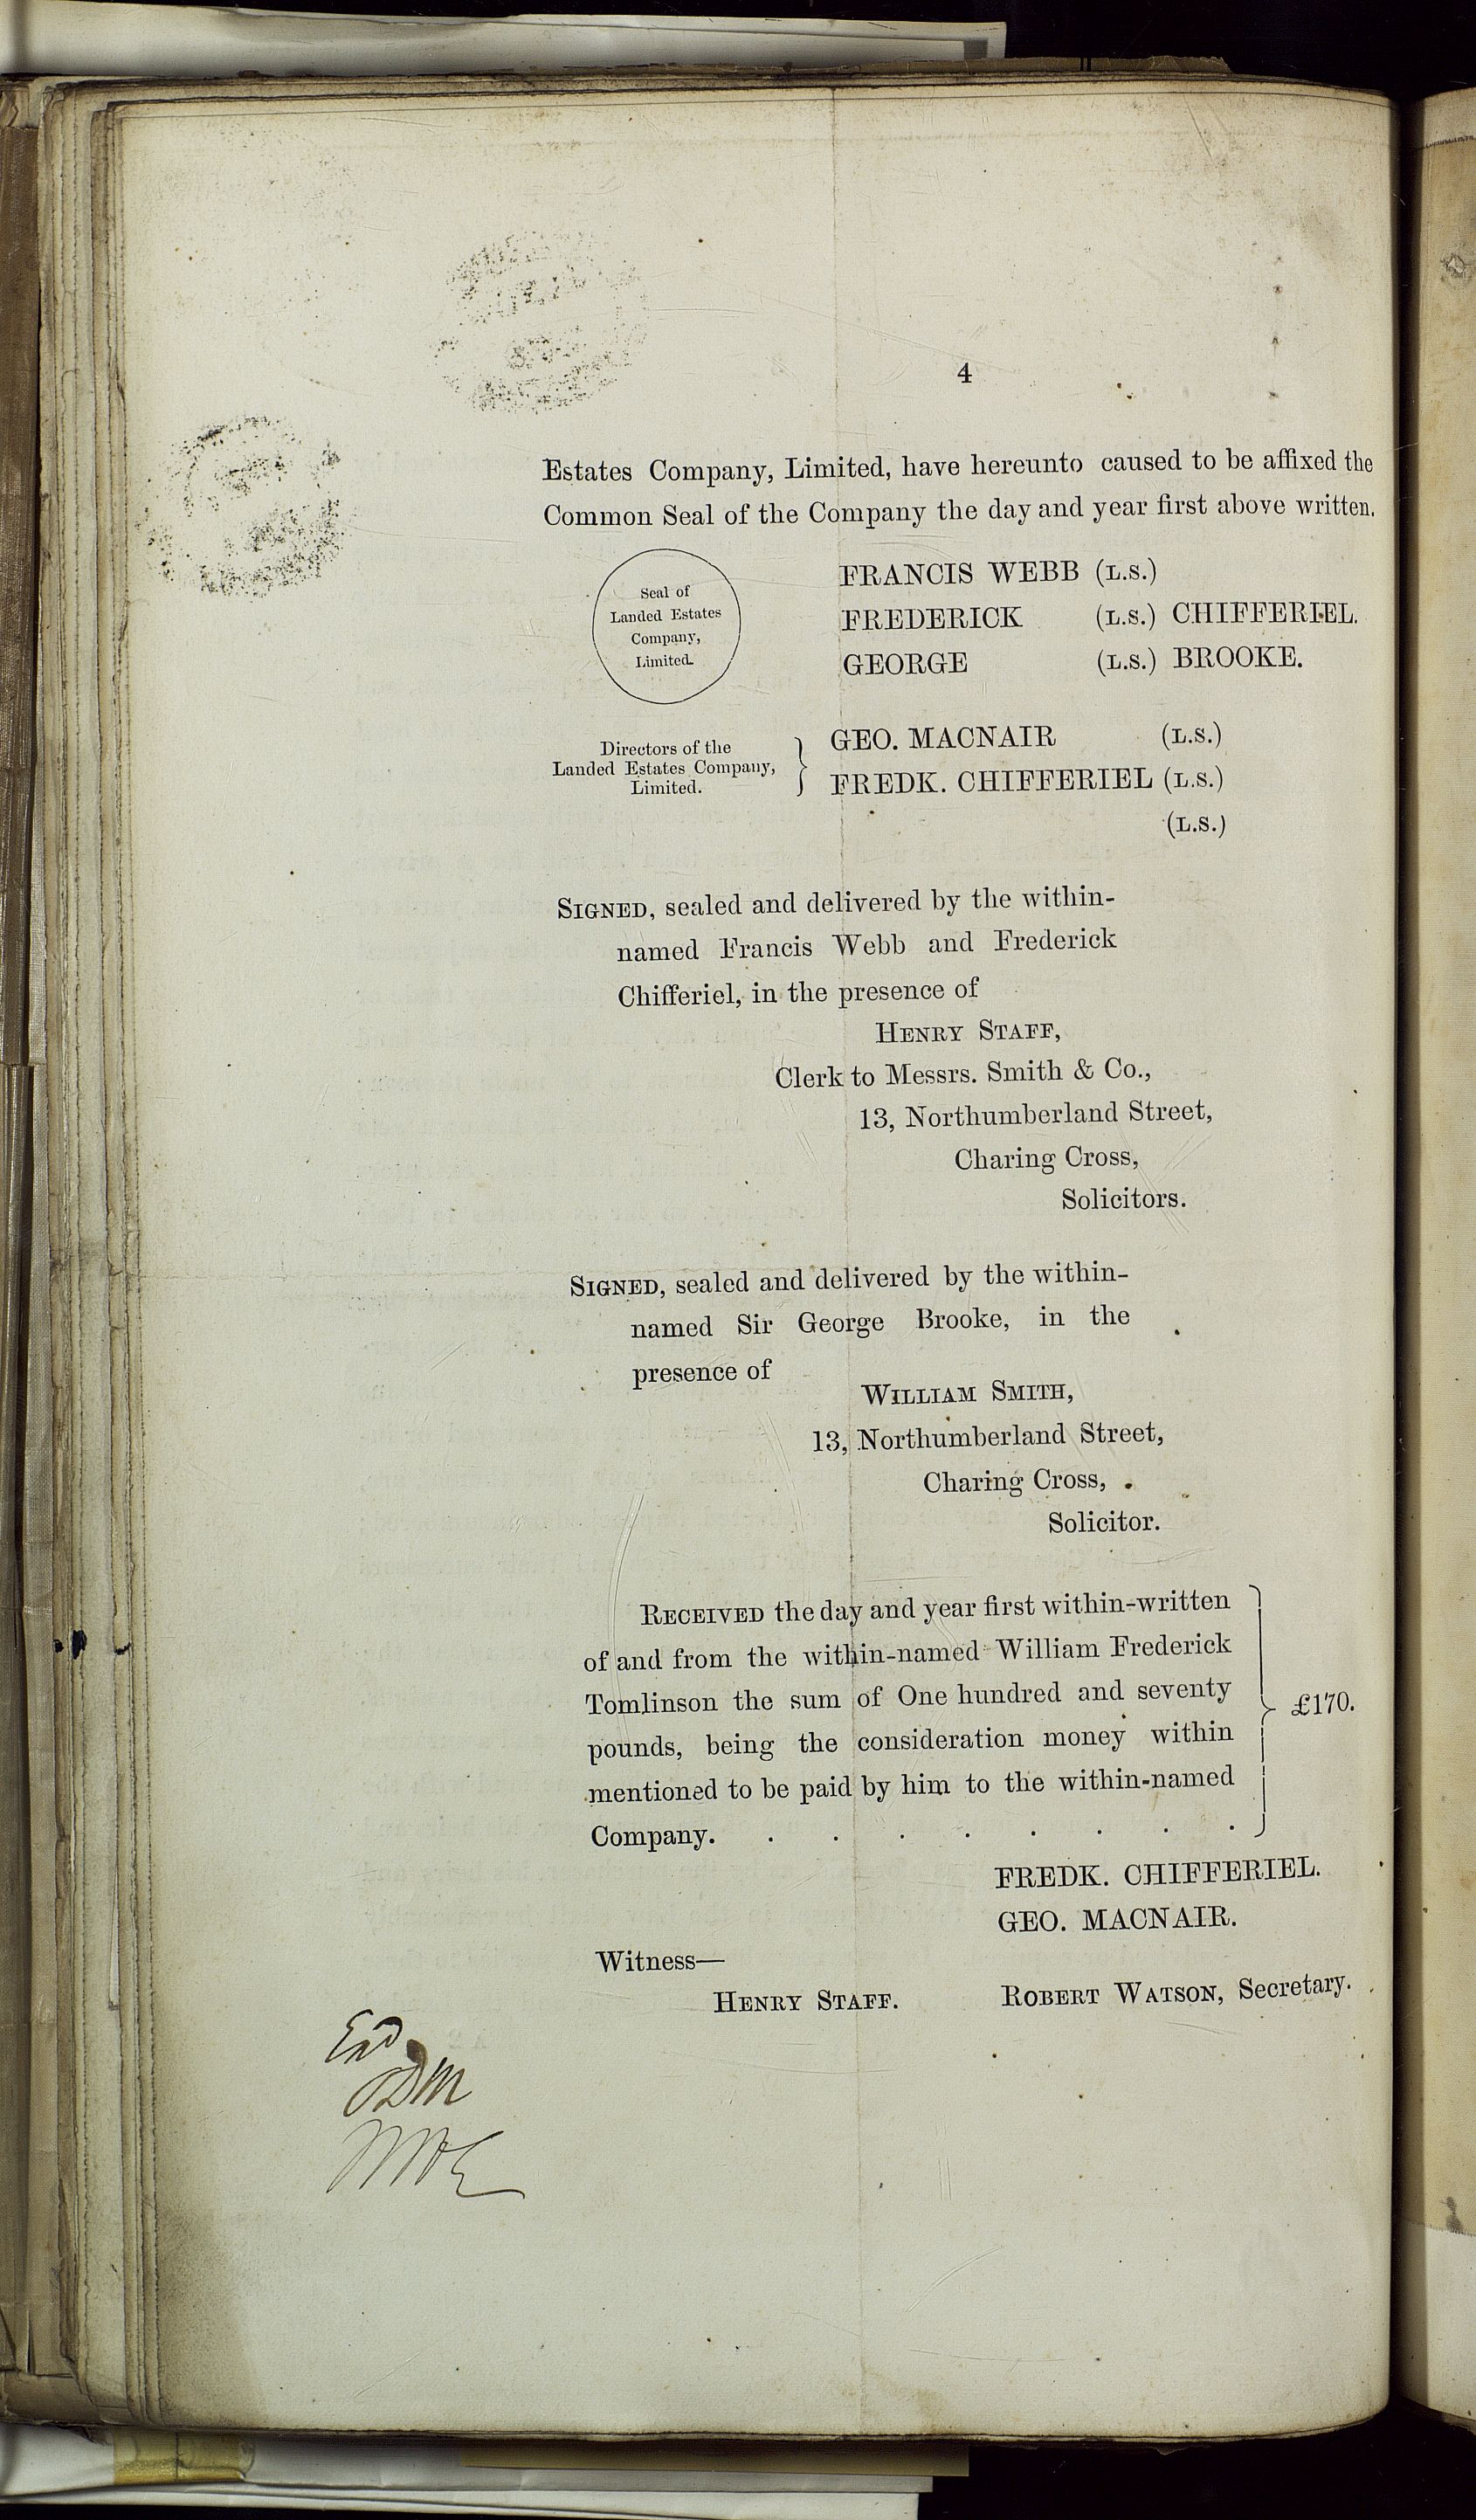 4
Estates Company, Limited, have hereunto caused to be affixed the
Common Seal of the Company the day and year first above written.
Seal of
Landed Estates
Company,
Limited.
FRANCIS WEBB (L.S.)
FREDERICK (L.S.) CHIFFERIEL.
GEORGE (L.S.) BROOKE.
Directors of the
Landed Estates Company,
Limited.
GEO. MACNAIR (L.S.)
FREDK. CHIFFERIEL (L.S.)
(L.S.)
SIGNED, sealed and delivered by the within-
named Francis Webb and Frederick
Chifferiel, in the presence of
HENRY STAFF,
Clerk to Messrs. Smith & Co.,
13, Northumberland Street,
Charing Cross,
Solicitors.
SIGNED, sealed and delivered by the within-
named Sir George Brooke, in the
presence of
WILLIAM SMITH,
13, Northumberland Street,
Charing Cross,
Solicitor.
RECEIVED the day and year first within-written
of and from the within-named William Frederick
Tomlinson the sum of One hundred and seventy
pounds, being the consideration money within
mentioned to be paid by him to the within-named
Company. . . . . . . . .
£170.
FREDK. CHIFFERIEL.
GEO. MACNAIR.
Witness—
HENRY STAFF.
ROBERT WATSON, Secretary.